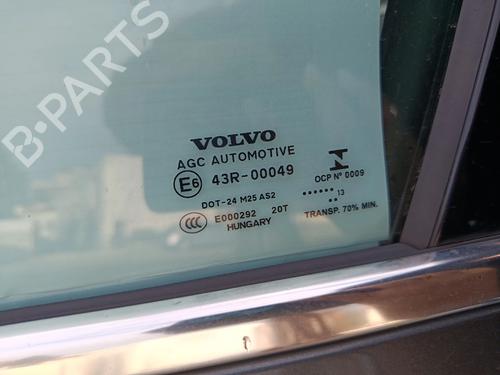 B-PARTS
VOLVO
AGC AUTOMOTIVE
E6 43R-00049
DOT-24 M25 AS2
CCC E000292 20T
HUNGARY
OCP Nº 0009
...... 13
..
TRANSP. 70% MIN.